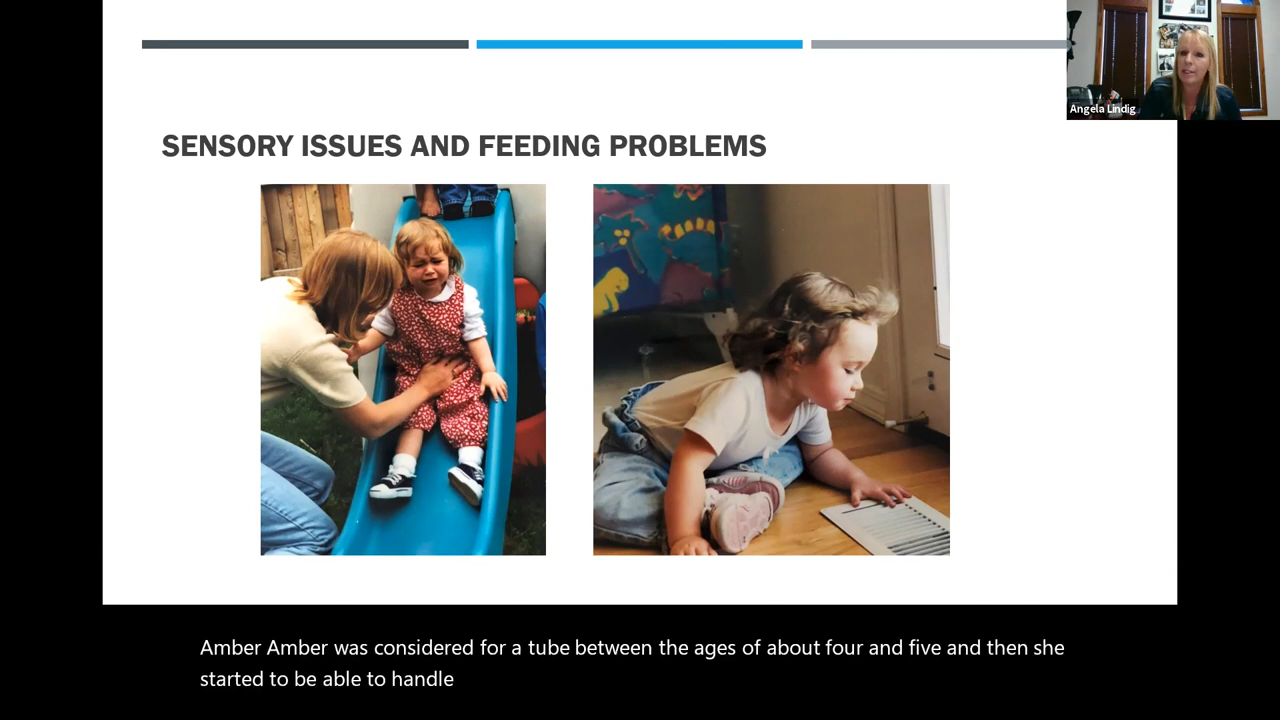 Angela Lindig
SENSORY ISSUES AND FEEDING PROBLEMS
Amber Amber was considered for a tube between the ages of about four and five and then she
started to be able to handle